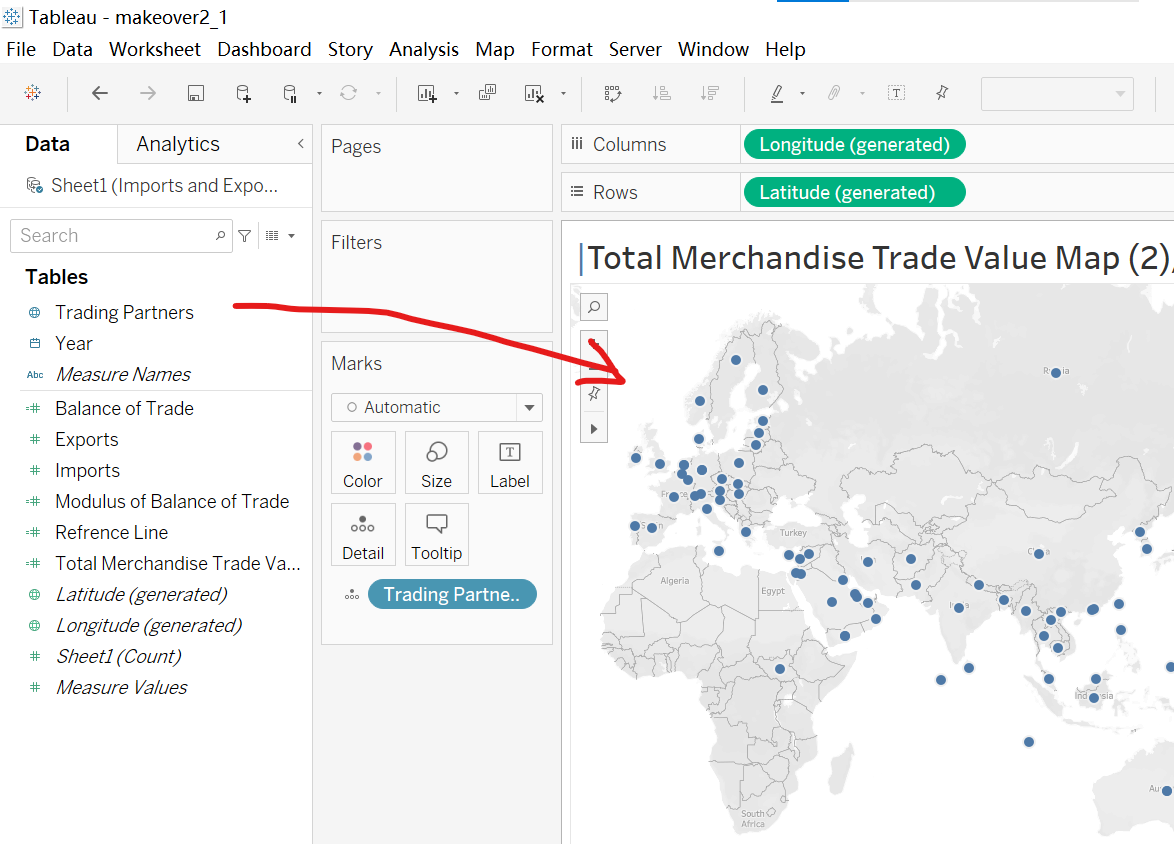 Tableau - makeover2_1
File Data Worksheet Dashboard Story Analysis Map Format Server Window Help
Data
Analytics
Sheet1 (Imports and Expo...
Search
Tables
Trading Partners
Year
Abc Measure Names
Balance of Trade
Exports
Imports
Modulus of Balance of Trade
Refrence Line
Total Merchandise Trade Va...
Latitude (generated)
Longitude (generated)
Sheet1 (Count)
Measure Values
Pages
Filters
Marks
Automatic
Color
Size
T
Label
Detail
Tooltip
Trading Partne..
T
Columns
Longitude (generated)
Rows
Latitude (generated)
Total Merchandise Trade Value Map (2),
Turkey
Algeria
Egypt
South
Africa